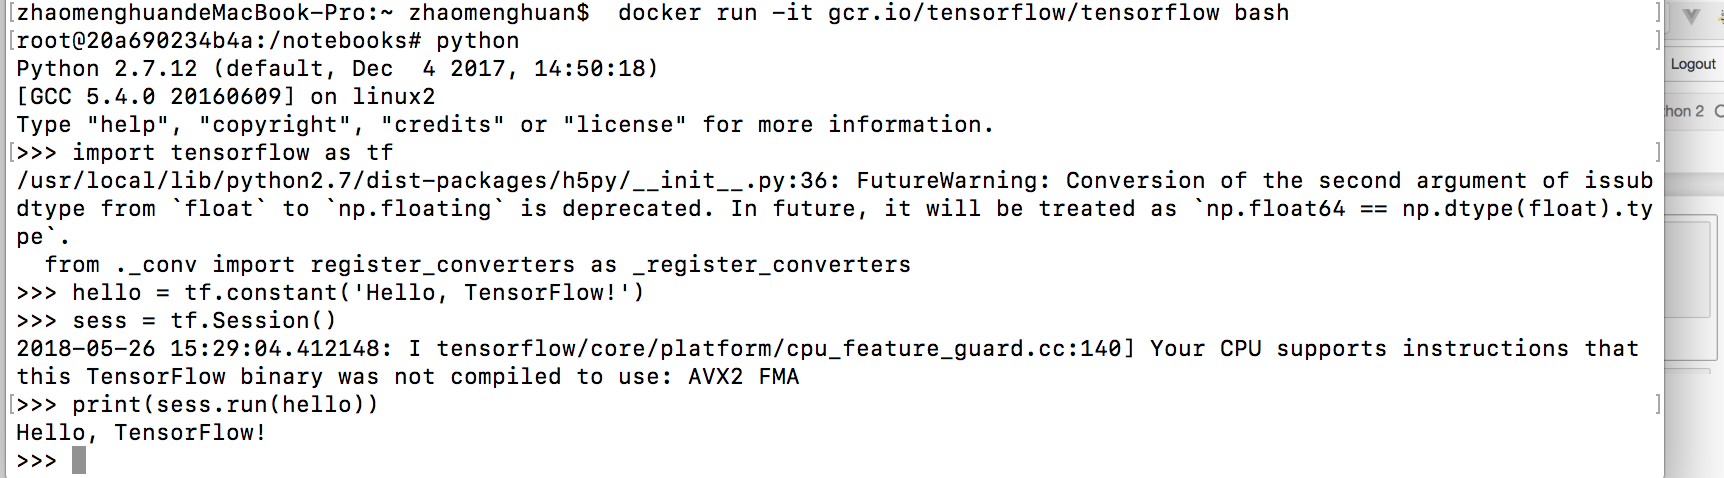 [zhaomenghuandeMacBook-Pro:~ zhaomenghuan$  docker run -it gcr.io/tensorflow/tensorflow bash ]
[root@20a690234b4a:/notebooks# python ]
Python 2.7.12 (default, Dec  4 2017, 14:50:18)
[GCC 5.4.0 20160609] on linux2
Type "help", "copyright", "credits" or "license" for more information.
[>>> import tensorflow as tf ]
/usr/local/lib/python2.7/dist-packages/h5py/__init__.py:36: FutureWarning: Conversion of the second argument of issub
dtype from `float` to `np.floating` is deprecated. In future, it will be treated as `np.float64 == np.dtype(float).ty
pe`.
  from ._conv import register_converters as _register_converters
>>> hello = tf.constant('Hello, TensorFlow!')
>>> sess = tf.Session()
2018-05-26 15:29:04.412148: I tensorflow/core/platform/cpu_feature_guard.cc:140] Your CPU supports instructions that
this TensorFlow binary was not compiled to use: AVX2 FMA
[>>> print(sess.run(hello)) ]
Hello, TensorFlow!
>>>
Logout
hon 2